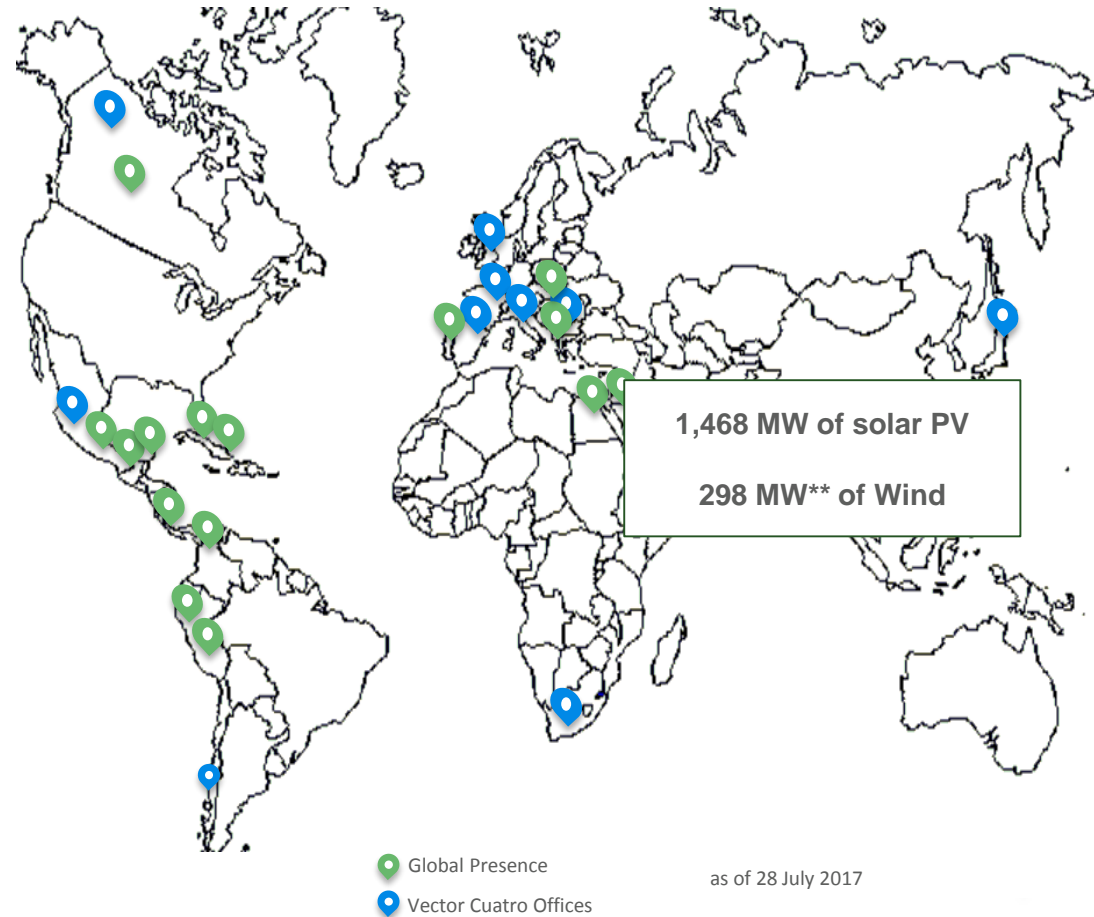 1,468 MW of solar PV
298 MW** of Wind
Global Presence
as of 28 July 2017
Vector Cuatro Offices